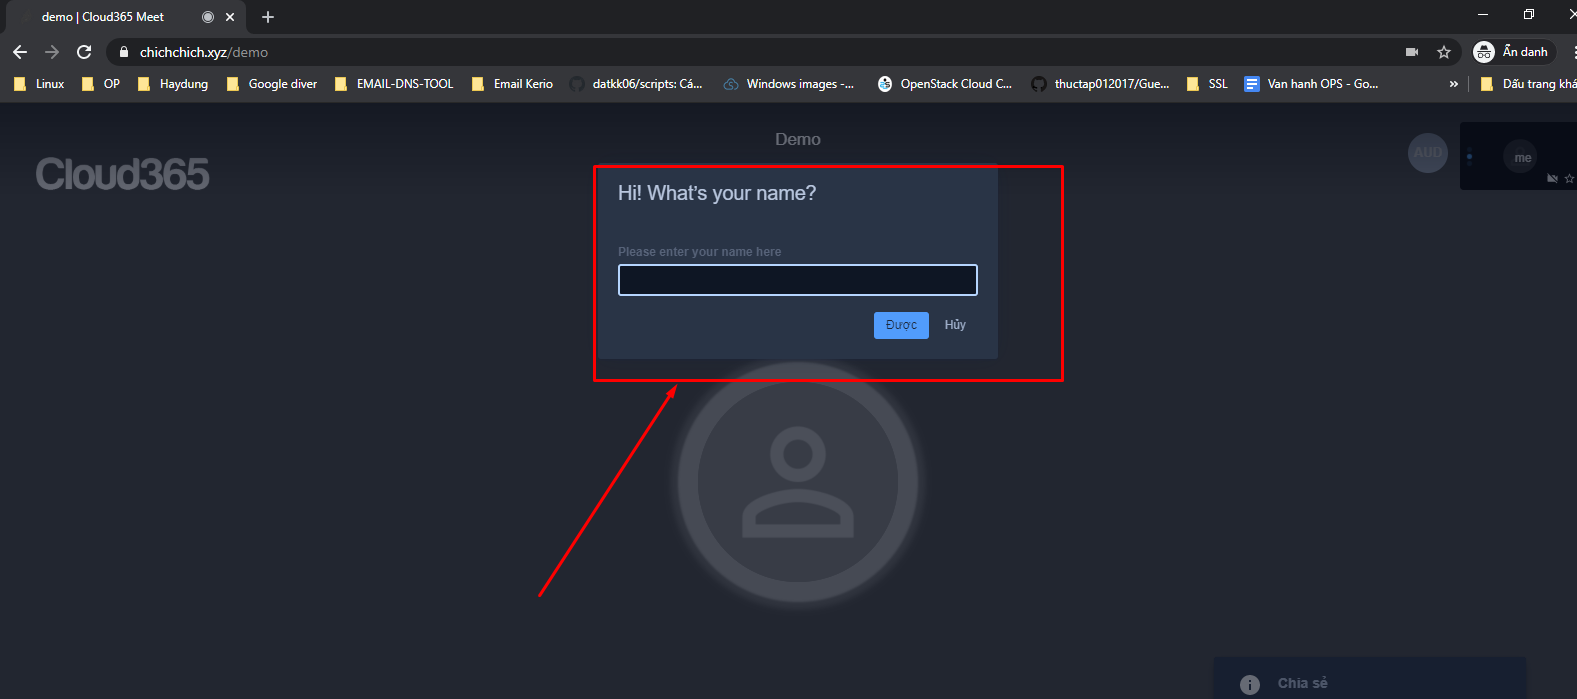 demo | Cloud365 Meet
chichchich.xyz/demo
Ẩn danh
Linux OP Haydung Google diver EMAIL-DNS-TOOL Email Kerio datkk06/scripts: Cá... Windows images -... OpenStack Cloud C... thuctap012017/Gue... SSL Van hanh OPS - Go... » Dấu trang khá
Demo
AUD
me
Cloud365
Hi! What's your name?
Please enter your name here
Được Hủy
Chia sẻ